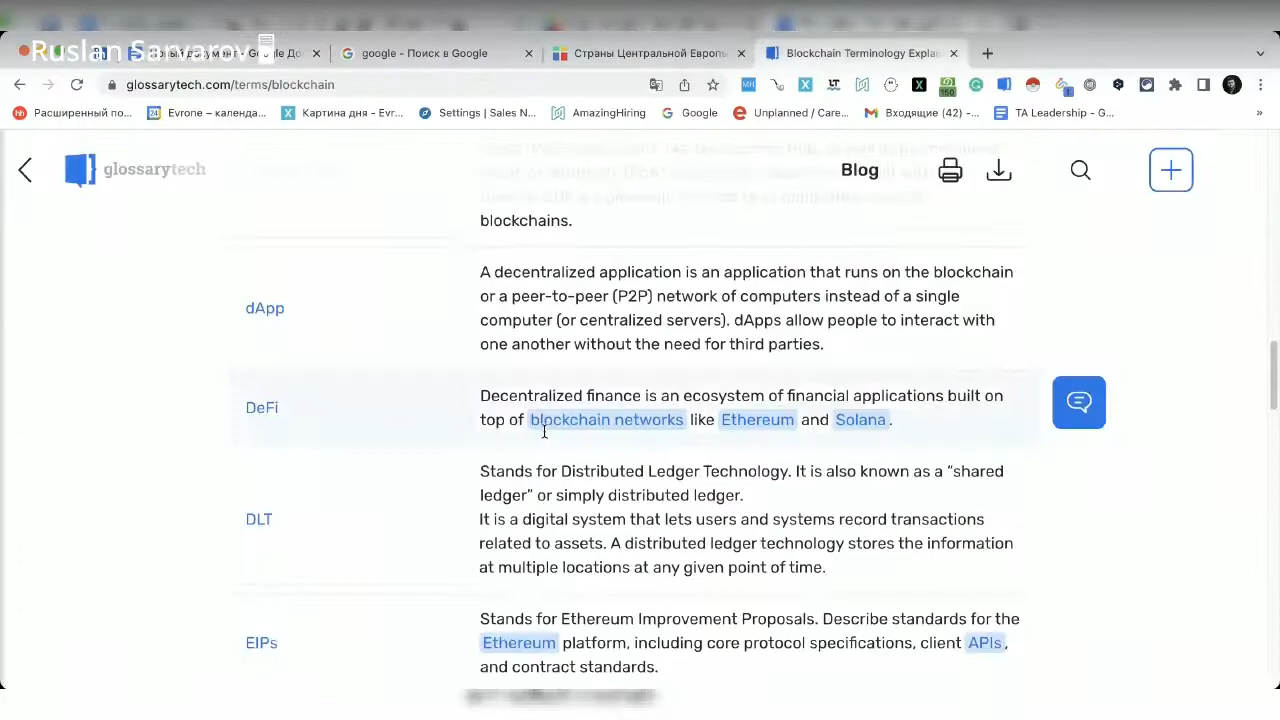 Ruslan Sarvarov
google - Поиск в Google
Страны Центральной Европы
Blockchain Terminology Explai
glossarytech.com/terms/blockchain
150
1
Расширенный по...
Evrone – календа...
Картина дня - Evr...
Settings | Sales N...
AmazingHiring
Google
Unplanned / Care...
Входящие (42) -...
TA Leadership - G...
»
glossarytech
Blog
blockchains.
dApp
A decentralized application is an application that runs on the blockchain
or a peer-to-peer (P2P) network of computers instead of a single
computer (or centralized servers). dApps allow people to interact with
one another without the need for third parties.
DeFi
Decentralized finance is an ecosystem of financial applications built on
top of blockchain networks like Ethereum and Solana.
DLT
Stands for Distributed Ledger Technology. It is also known as a “shared
ledger” or simply distributed ledger.
It is a digital system that lets users and systems record transactions
related to assets. A distributed ledger technology stores the information
at multiple locations at any given point of time.
EIPs
Stands for Ethereum Improvement Proposals. Describe standards for the
Ethereum platform, including core protocol specifications, client APIs,
and contract standards.